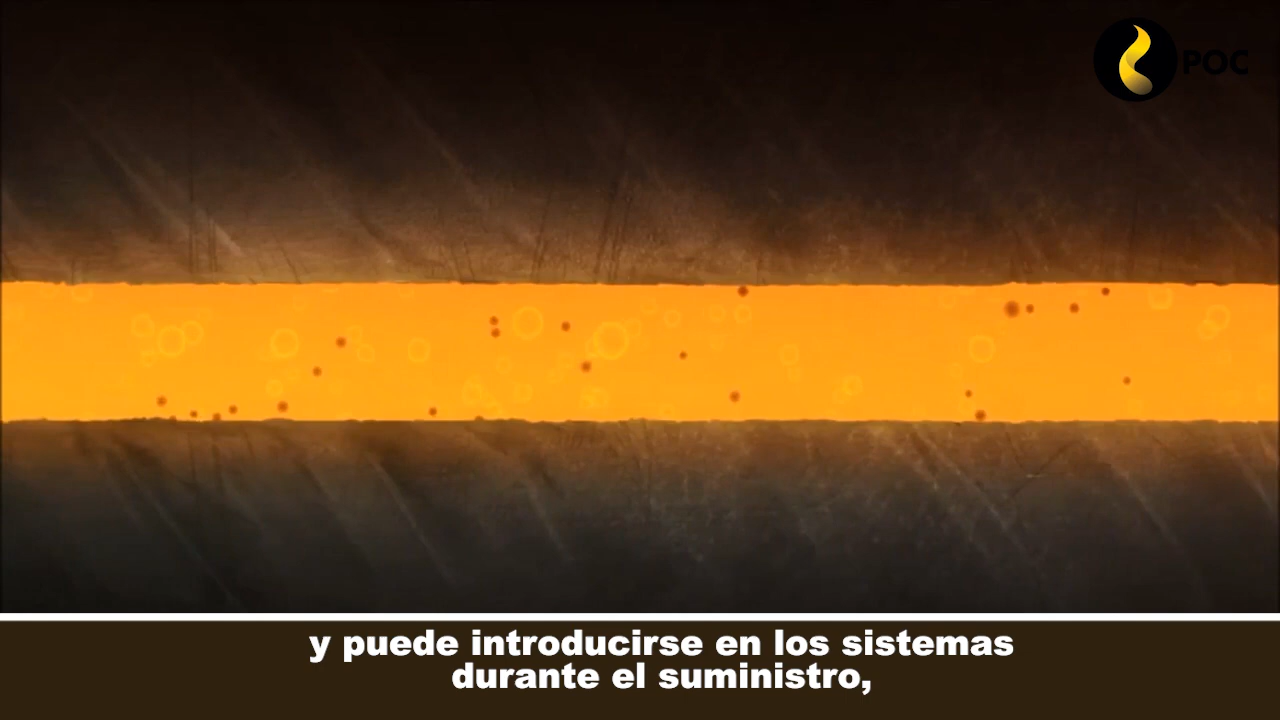 POC
y puede introducirse en los sistemas
durante el suministro,